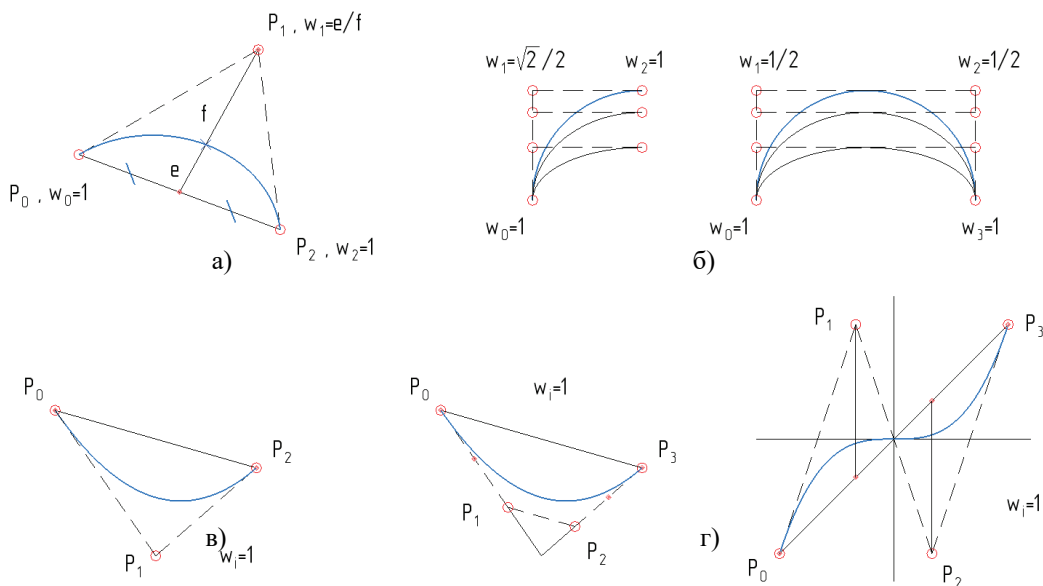 P₁ , w₁=e/f
f
e
P₀ , w₀=1
P₂ , w₂=1
а)
w₁=√2/2
w₂=1
w₀=1
w₁=1/2
w₂=1/2
w₀=1
w₃=1
б)
P₀
P₂
P₁
wᵢ=1
в)
P₀
wᵢ=1
P₃
P₁
P₂
P₁
P₃
wᵢ=1
P₀
P₂
г)